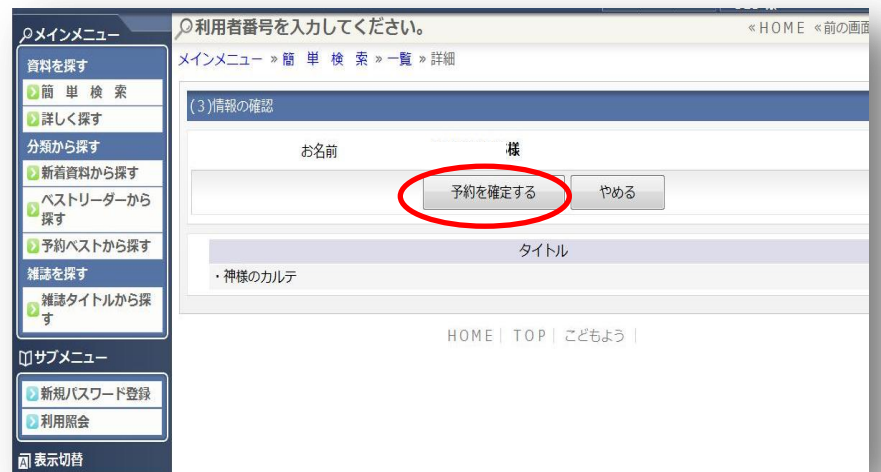 メインメニュー
資料を探す
簡 単 検 索
詳しく探す
分類から探す
新着資料から探す
ベストリーダーから
探す
予約ベストから探す
雑誌を探す
雑誌タイトルから探
す
サブメニュー
新規パスワード登録
利用照会
A 表示切替
利用者番号を入力してください。
«HOME «前の画面
メインメニュー » 簡 単 検 索 » 一覧 » 詳細
(3)情報の確認
お名前 様
予約を確定する やめる
タイトル
・神様のカルテ
HOME| TOP| こどもよう |